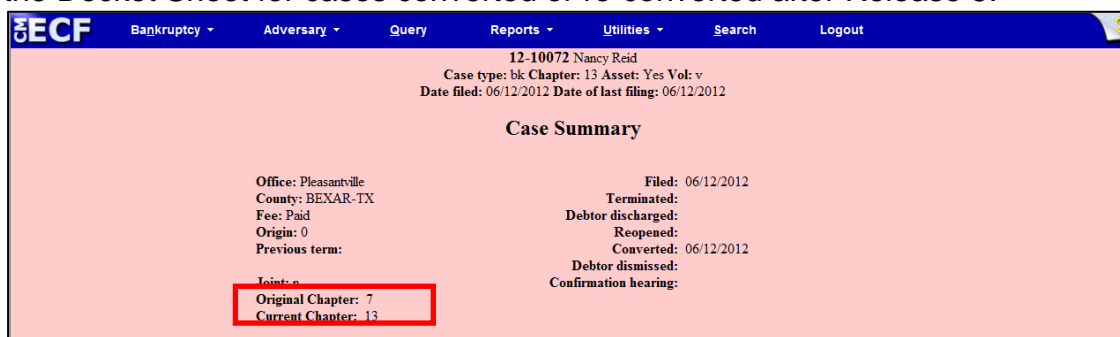 the Docket Sheet for cases converted or re-converted after Release 5.
CM ECF Bankruptcy Adversary Query Reports Utilities Search Logout
12-10072 Nancy Reid
Case type: bk Chapter: 13 Asset: Yes Vol: v
Date filed: 06/12/2012 Date of last filing: 06/12/2012
Case Summary
Office: Pleasantville Filed: 06/12/2012
County: BEXAR-TX Terminated:
Fee: Paid Debtor discharged:
Origin: 0 Reopened:
Previous term: Converted: 06/12/2012
Debtor dismissed:
Joint: n Confirmation hearing:
Original Chapter: 7
Current Chapter: 13